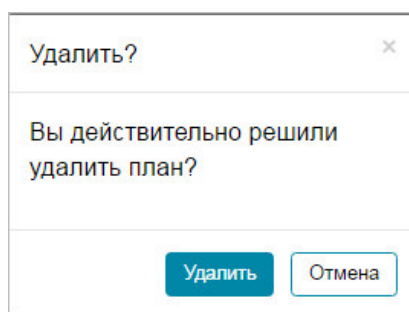 Удалить?
×
Вы действительно решили
удалить план?
Удалить Отмена